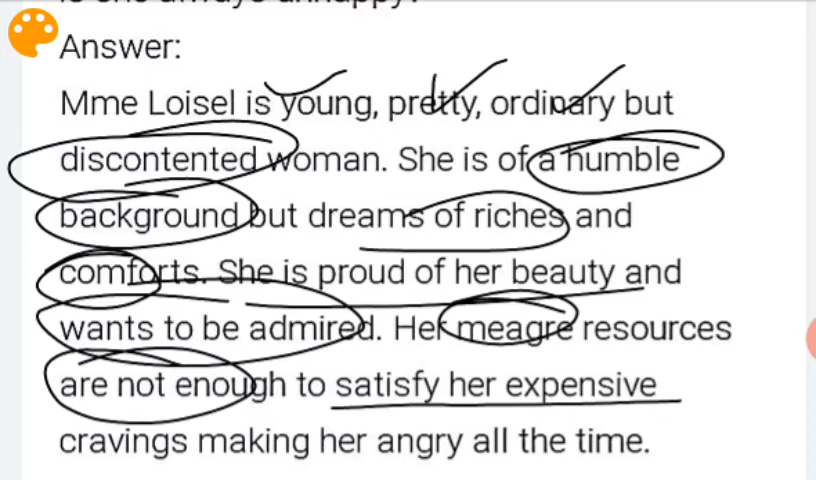 Answer:
Mme Loisel is young, pretty, ordinary but
discontented woman. She is of a humble
background but dreams of riches and
comforts. She is proud of her beauty and
wants to be admired. Her meagre resources
are not enough to satisfy her expensive
cravings making her angry all the time.